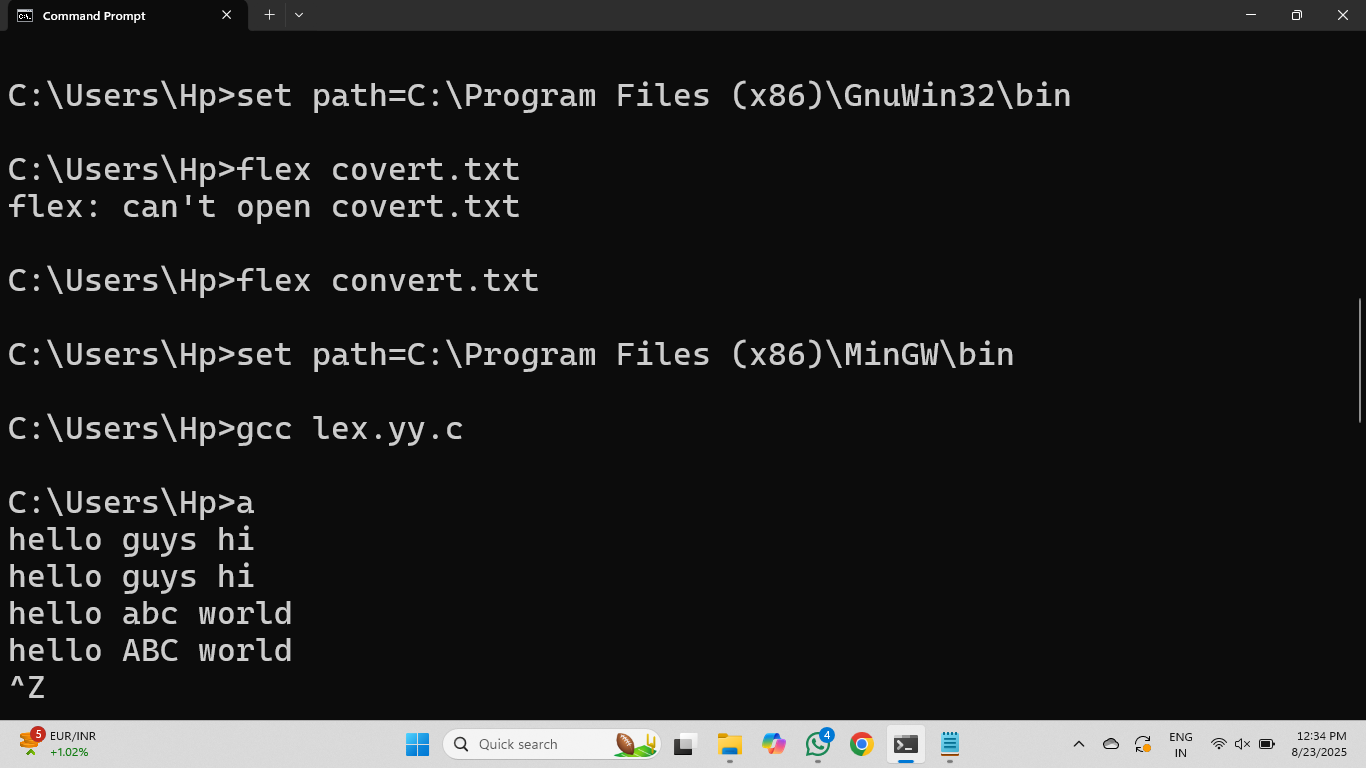 Command Prompt
C:\Users\Hp>set path=C:\Program Files (x86)\GnuWin32\bin
C:\Users\Hp>flex covert.txt
flex: can't open covert.txt
C:\Users\Hp>flex convert.txt
C:\Users\Hp>set path=C:\Program Files (x86)\MinGW\bin
C:\Users\Hp>gcc lex.yy.c
C:\Users\Hp>a
hello guys hi
hello guys hi
hello abc world
hello ABC world
^Z
5
EUR/INR
+1.02%
Quick search
4
ENG
IN
12:34 PM
8/23/2025